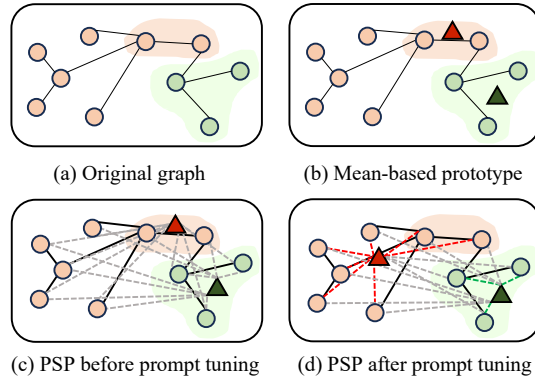 (a) Original graph
(b) Mean-based prototype
(c) PSP before prompt tuning
(d) PSP after prompt tuning